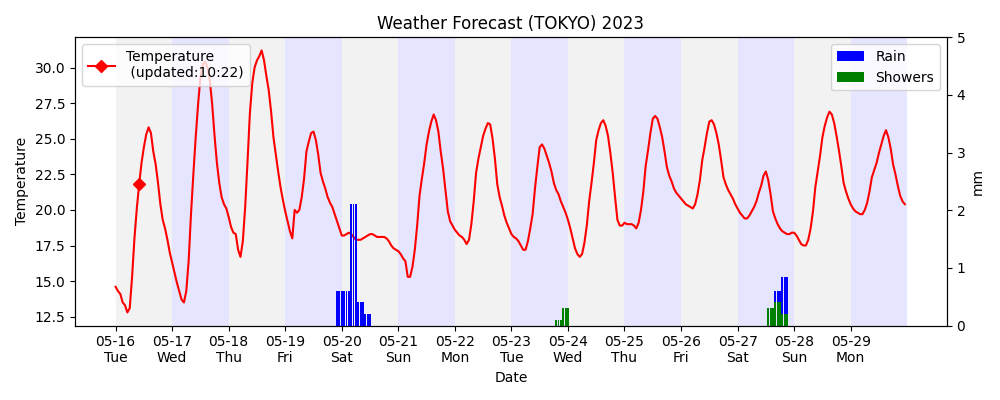 Weather Forecast (TOKYO) 2023
Temperature
(updated:10:22)
Rain
Showers
Temperature
30.0
27.5
25.0
22.5
20.0
17.5
15.0
12.5
5
4
3
2
1
0
mm
05-16 05-17 05-18 05-19 05-20 05-21 05-22 05-23 05-24 05-25 05-26 05-27 05-28 05-29
Tue Wed Thu Fri Sat Sun Mon Tue Wed Thu Fri Sat Sun Mon
Date